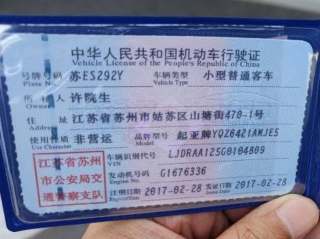 中华人民共和国机动车行驶证
Vehicle License of the People's Republic of China
号牌号码 苏ES292Y 车辆类型 小型普通客车
Plate No. Vehicle Type
所有人 许院生
Owner
住址 江苏省苏州市姑苏区山塘街470-1号
Address
使用性质 非营运 品牌型号 起亚牌YQZ6421AMJE5
Use Character Model
江苏省苏州市公安局交通警察支队
车辆识别代号 LJDRAA125G0104809
VIN
发动机号码 G1676336
Engine No.
注册日期 2017-02-28 发证日期 2017-02-28
Register Date Issue Date